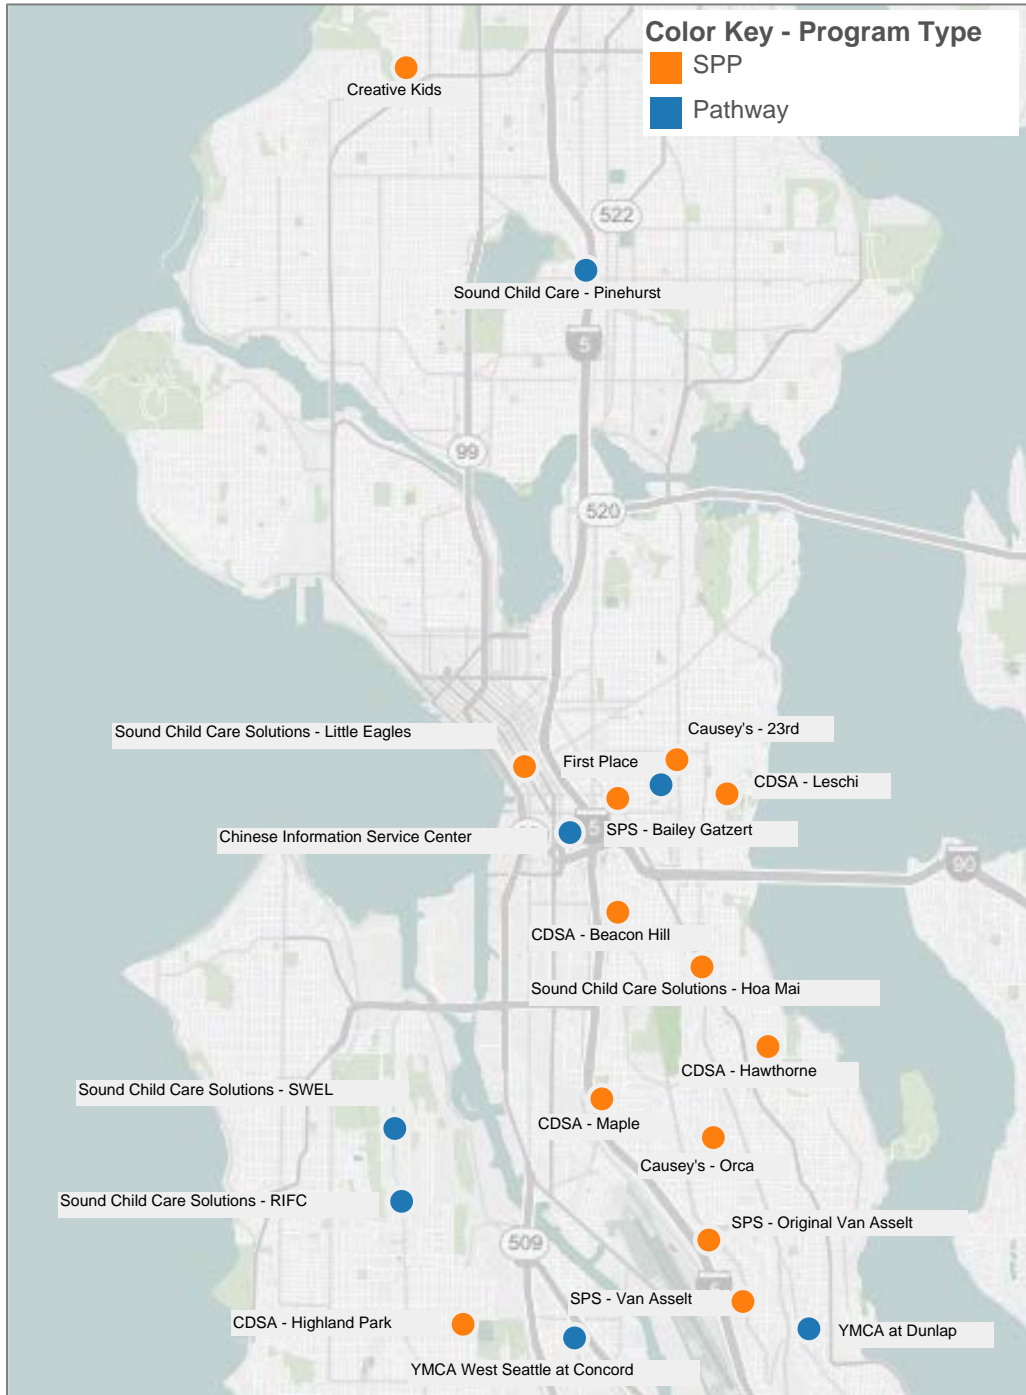 Color Key - Program Type
SPP
Pathway
Creative Kids
522
Sound Child Care - Pinehurst
5
99
520
Sound Child Care Solutions - Little Eagles
Causey's - 23rd
First Place
CDSA - Leschi
Chinese Information Service Center
SPS - Bailey Gatzert
5
90
CDSA - Beacon Hill
Sound Child Care Solutions - Hoa Mai
CDSA - Hawthorne
Sound Child Care Solutions - SWEL
CDSA - Maple
Causey's - Orca
Sound Child Care Solutions - RIFC
SPS - Original Van Asselt
509
SPS - Van Asselt
CDSA - Highland Park
YMCA at Dunlap
YMCA West Seattle at Concord